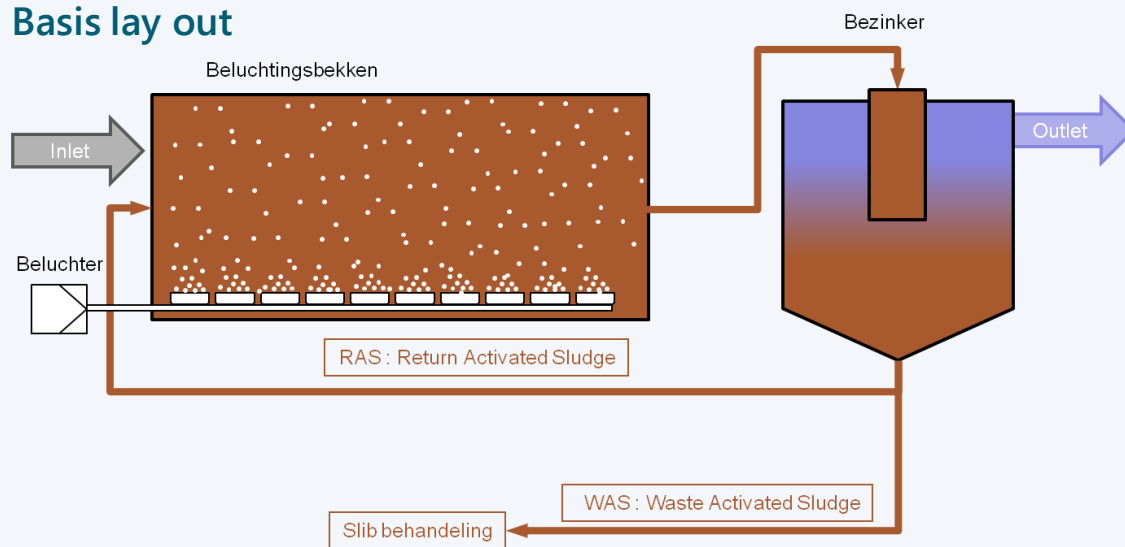 Basis lay out
Bezinker
Beluchtingsbekken
Inlet
Outlet
Beluchter
RAS : Return Activated Sludge
WAS : Waste Activated Sludge
Slib behandeling